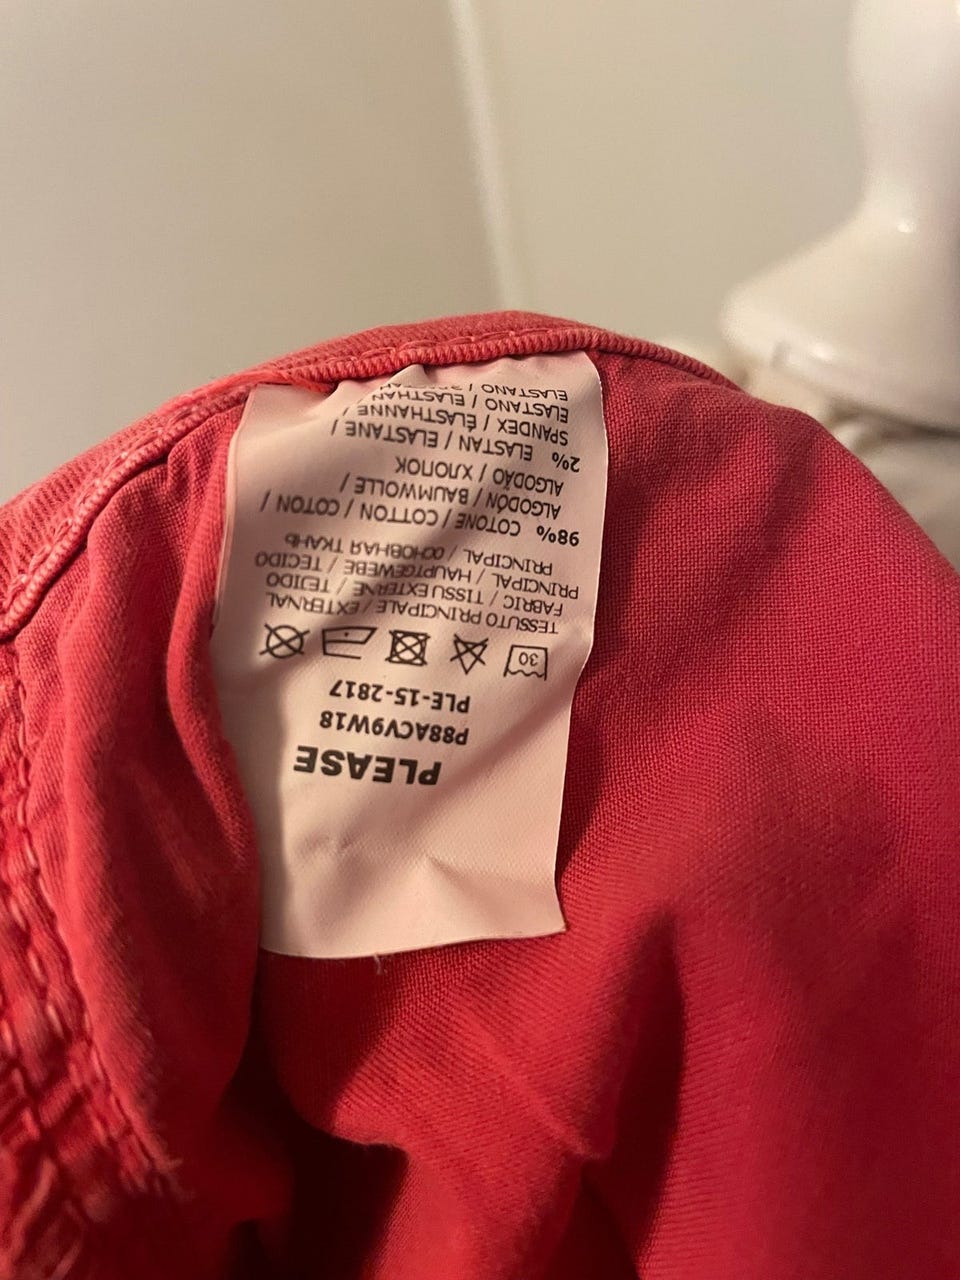 PLEASE
P88ACV9W18
PLE-15-2817
30
TESSUTO PRINCIPALE / EXTERNAL
FABRIC / TISSU EXTERNE / TEJIDO
PRINCIPAL / HAUPTGEWEBE / TECIDO
PRINCIPAL / ОСНОВНАЯ ТКАНЬ
98% COTONE / COTTON / COTON /
ALGODÓN / BAUMWOLLE /
ALGODÃO / ХЛОПОК
2% ELASTAN / ELASTANE /
SPANDEX / ÉLASTHANNE /
ELASTANO / ELASTHAN
ELASTANO /